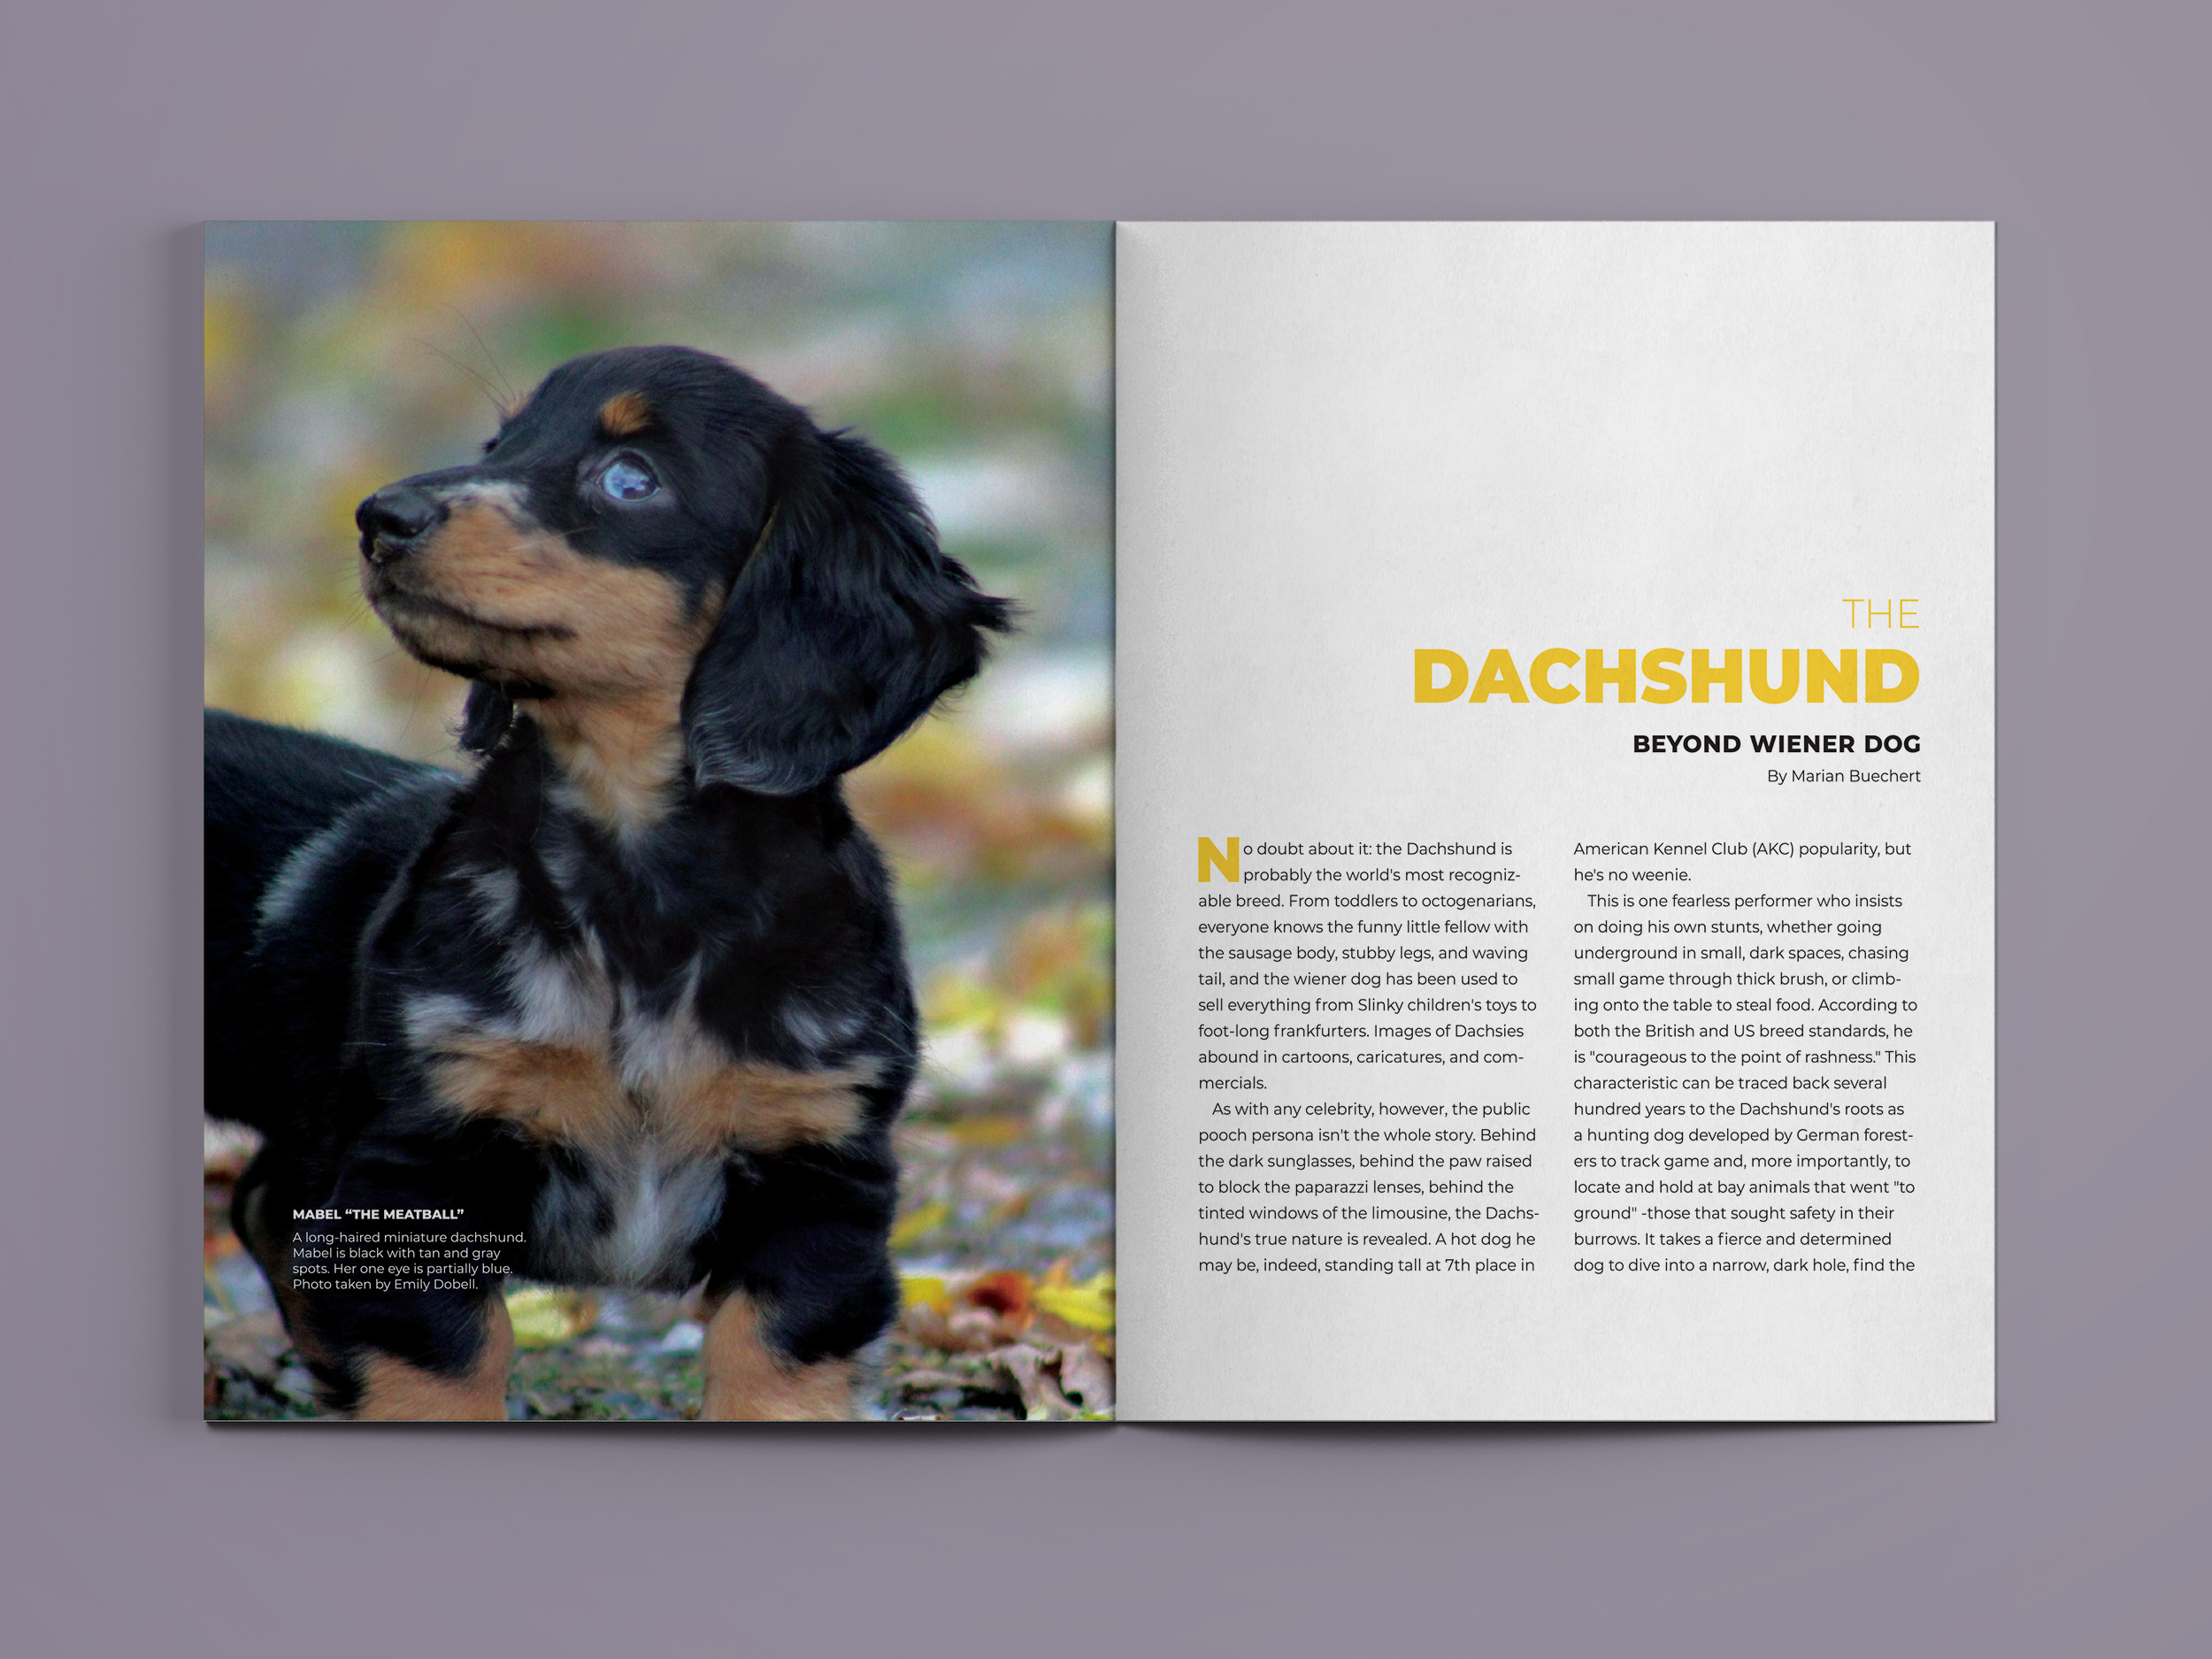 MABEL “THE MEATBALL”
A long-haired miniature dachshund.
Mabel is black with tan and gray
spots. Her one eye is partially blue.
Photo taken by Emily Dobell.
THE
DACHSHUND
BEYOND WIENER DOG
By Marian Buechert
No doubt about it: the Dachshund is
probably the world's most recogniz-
able breed. From toddlers to octogenarians,
everyone knows the funny little fellow with
the sausage body, stubby legs, and waving
tail, and the wiener dog has been used to
sell everything from Slinky children's toys to
foot-long frankfurters. Images of Dachsies
abound in cartoons, caricatures, and com-
mercials.
As with any celebrity, however, the public
pooch persona isn't the whole story. Behind
the dark sunglasses, behind the paw raised
to block the paparazzi lenses, behind the
tinted windows of the limousine, the Dachs-
hund's true nature is revealed. A hot dog he
may be, indeed, standing tall at 7th place in
American Kennel Club (AKC) popularity, but
he's no weenie.
This is one fearless performer who insists
on doing his own stunts, whether going
underground in small, dark spaces, chasing
small game through thick brush, or climb-
ing onto the table to steal food. According to
both the British and US breed standards, he
is "courageous to the point of rashness." This
characteristic can be traced back several
hundred years to the Dachshund's roots as
a hunting dog developed by German forest-
ers to track game and, more importantly, to
locate and hold at bay animals that went "to
ground" -those that sought safety in their
burrows. It takes a fierce and determined
dog to dive into a narrow, dark hole, find the